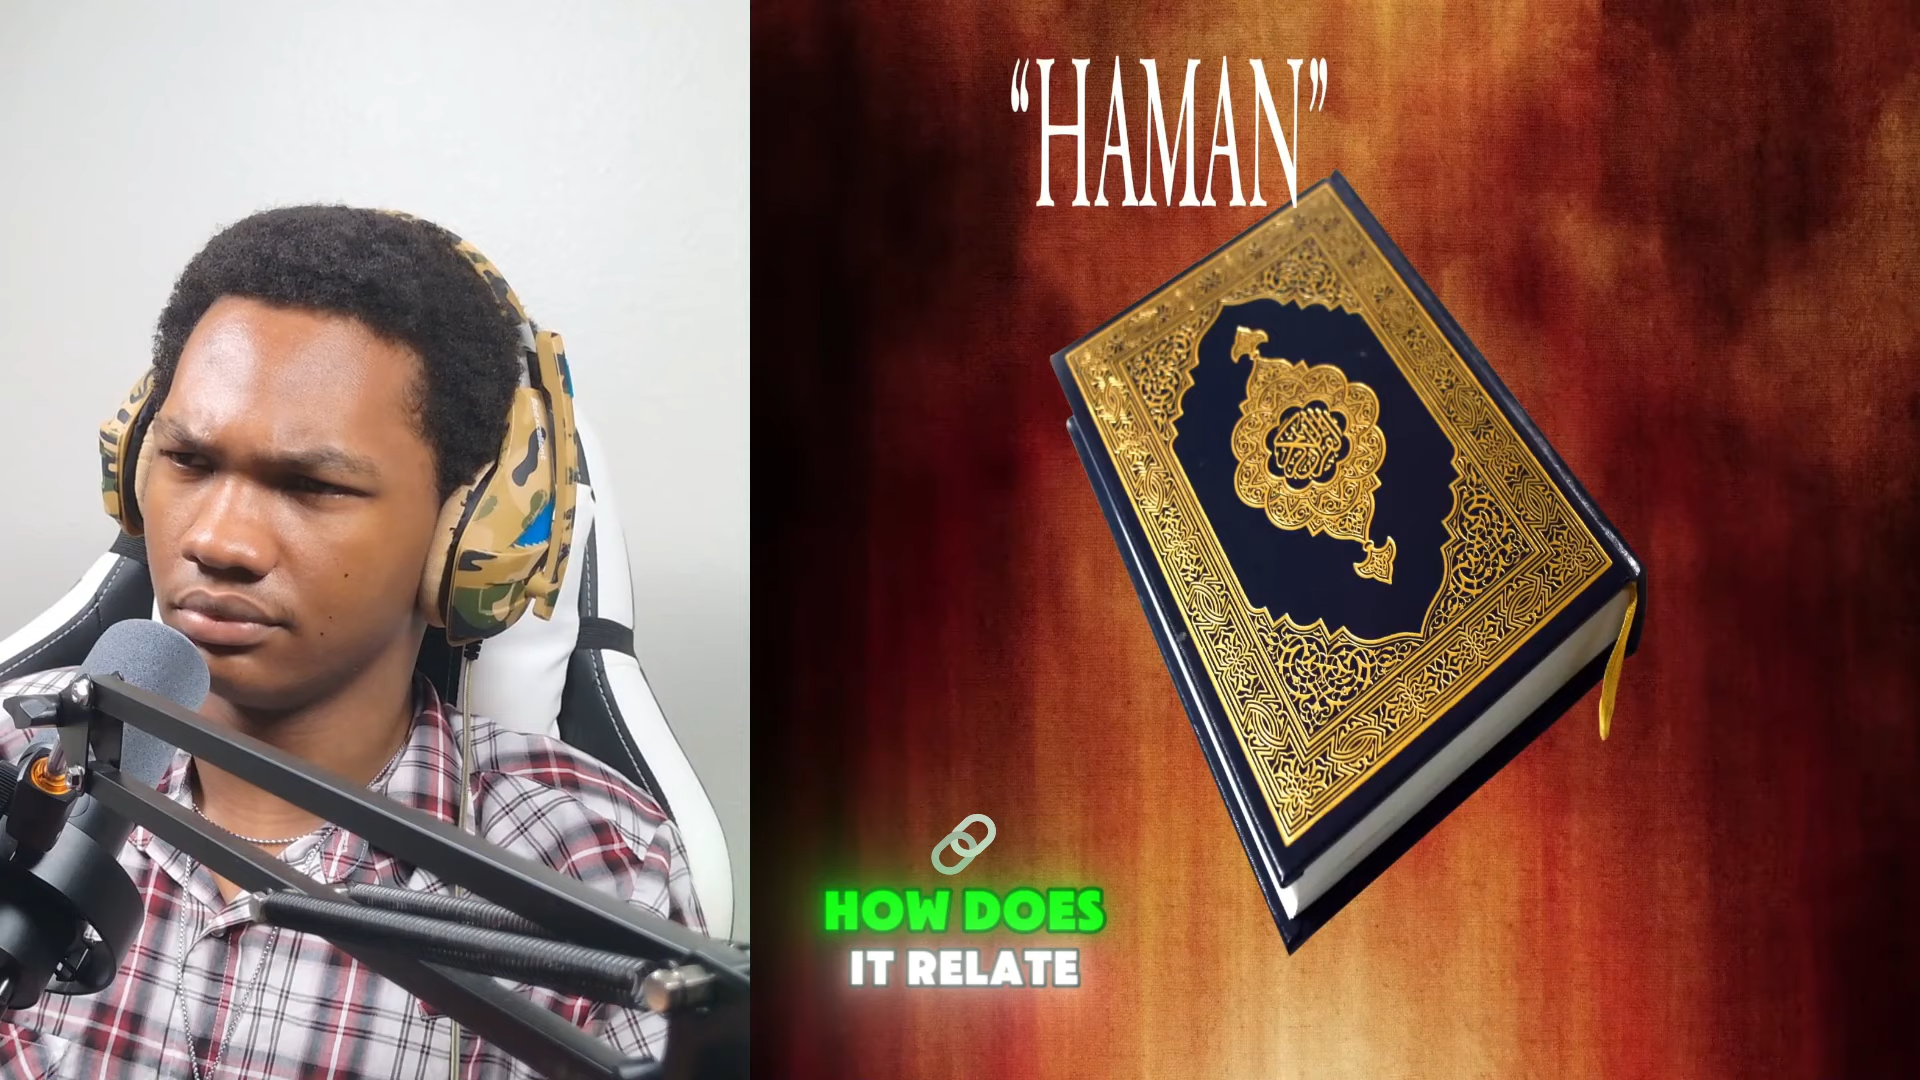 “HAMAN”
HOW DOES
IT RELATE